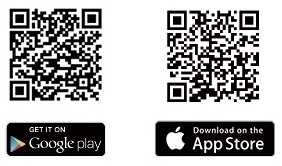 GET IT ON
Google play
Download on the
App Store